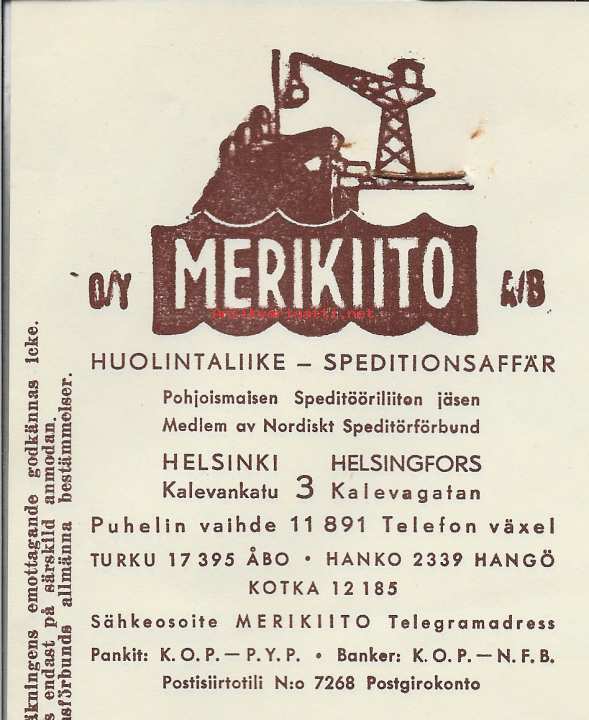 O/Y MERIKIITO A/B
HUOLINTALIIKE – SPEDITIONSAFFÄR
Pohjoismaisen Speditööriliiton jäsen
Medlem av Nordiskt Speditörförbund
HELSINKI HELSINGFORS
Kalevankatu 3 Kalevagatan
Puhelin vaihde 11 891 Telefon växel
TURKU 17 395 ÅBO • HANKO 2339 HANGÖ
KOTKA 12 185
Sähkeosoite MERIKIITO Telegramadress
Pankit: K.O.P. — P.Y.P. • Banker: K.O.P. — N.F.B.
Postisiirtotili N:o 7268 Postgirokonto
äkningens emottagande godkännas icke.
s endast på särskild anmodan.
nsförbunds allmänna bestämmelser.